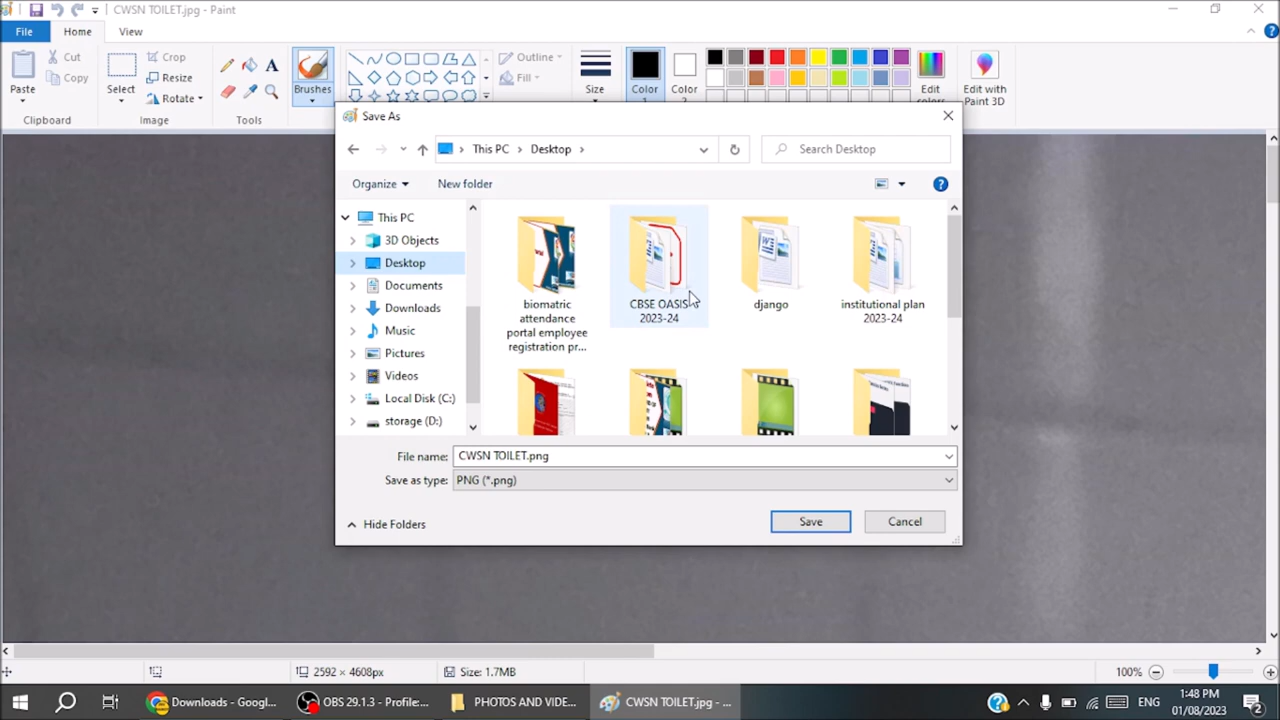 CWSN TOILET.jpg - Paint
File
Home
View
Paste
Cut
Copy
Clipboard
Select
Crop
Resize
Rotate
Image
A
Tools
Brushes
Outline
Fill
Size
Color
1
Color
2
Edit
colors
Edit with
Paint 3D
Save As
This PC
Desktop
Search Desktop
Organize
New folder
This PC
3D Objects
Desktop
Documents
Downloads
Music
Pictures
Videos
Local Disk (C:)
storage (D:)
biomatric
attendance
portal employee
registration pr...
CBSE OASIS
2023-24
django
institutional plan
2023-24
File name:
CWSN TOILET.png
Save as type:
PNG (*.png)
Hide Folders
Save
Cancel
2592 × 4608px
Size: 1.7MB
100%
Downloads - Googl...
OBS 29.1.3 - Profile:...
PHOTOS AND VIDE...
CWSN TOILET.jpg - ...
ENG
1:48 PM
01/08/2023
2